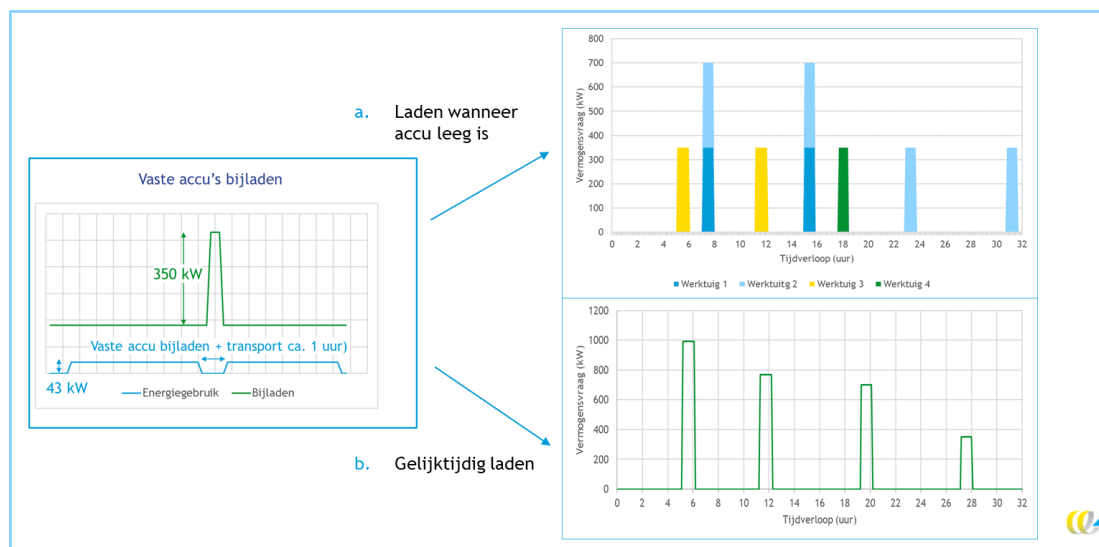 a. Laden wanneer
accu leeg is
Vaste accu's bijladen
350 kW
Vaste accu bijladen + transport ca. 1 uur)
43 kW
Energiegebruik Bijladen
b. Gelijktijdig laden
Vermogensvraag (kW)
800
700
600
500
400
300
200
100
0
0 2 4 6 8 10 12 14 16 18 20 22 24 26 28 30 32
Tijdverloop (uur)
Werktuig 1 Werktuitg 2 Werktuig 3 Werktuig 4
Vermogensvraag (kW)
1200
1000
800
600
400
200
0
0 2 4 6 8 10 12 14 16 18 20 22 24 26 28 30 32
Tijdverloop (uur)